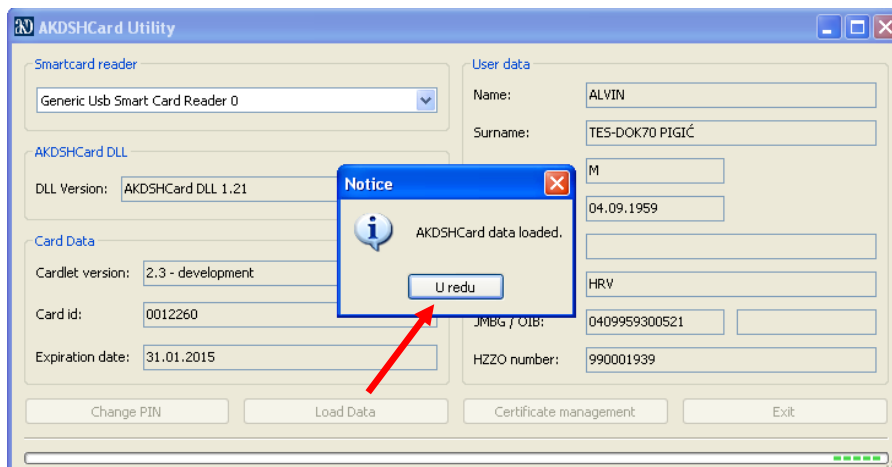 AKDSHCard Utility
Smartcard reader
Generic Usb Smart Card Reader 0
AKDSHCard DLL
DLL Version: AKDSHCard DLL 1.21
Card Data
Cardlet version: 2.3 - development
Card id: 0012260
Expiration date: 31.01.2015
User data
Name: ALVIN
Surname: TES-DOK70 PIGIĆ
M
04.09.1959
HRV
JMBG / OIB: 0409959300521
HZZO number: 990001939
Notice
AKDSHCard data loaded.
U redu
Change PIN
Load Data
Certificate management
Exit